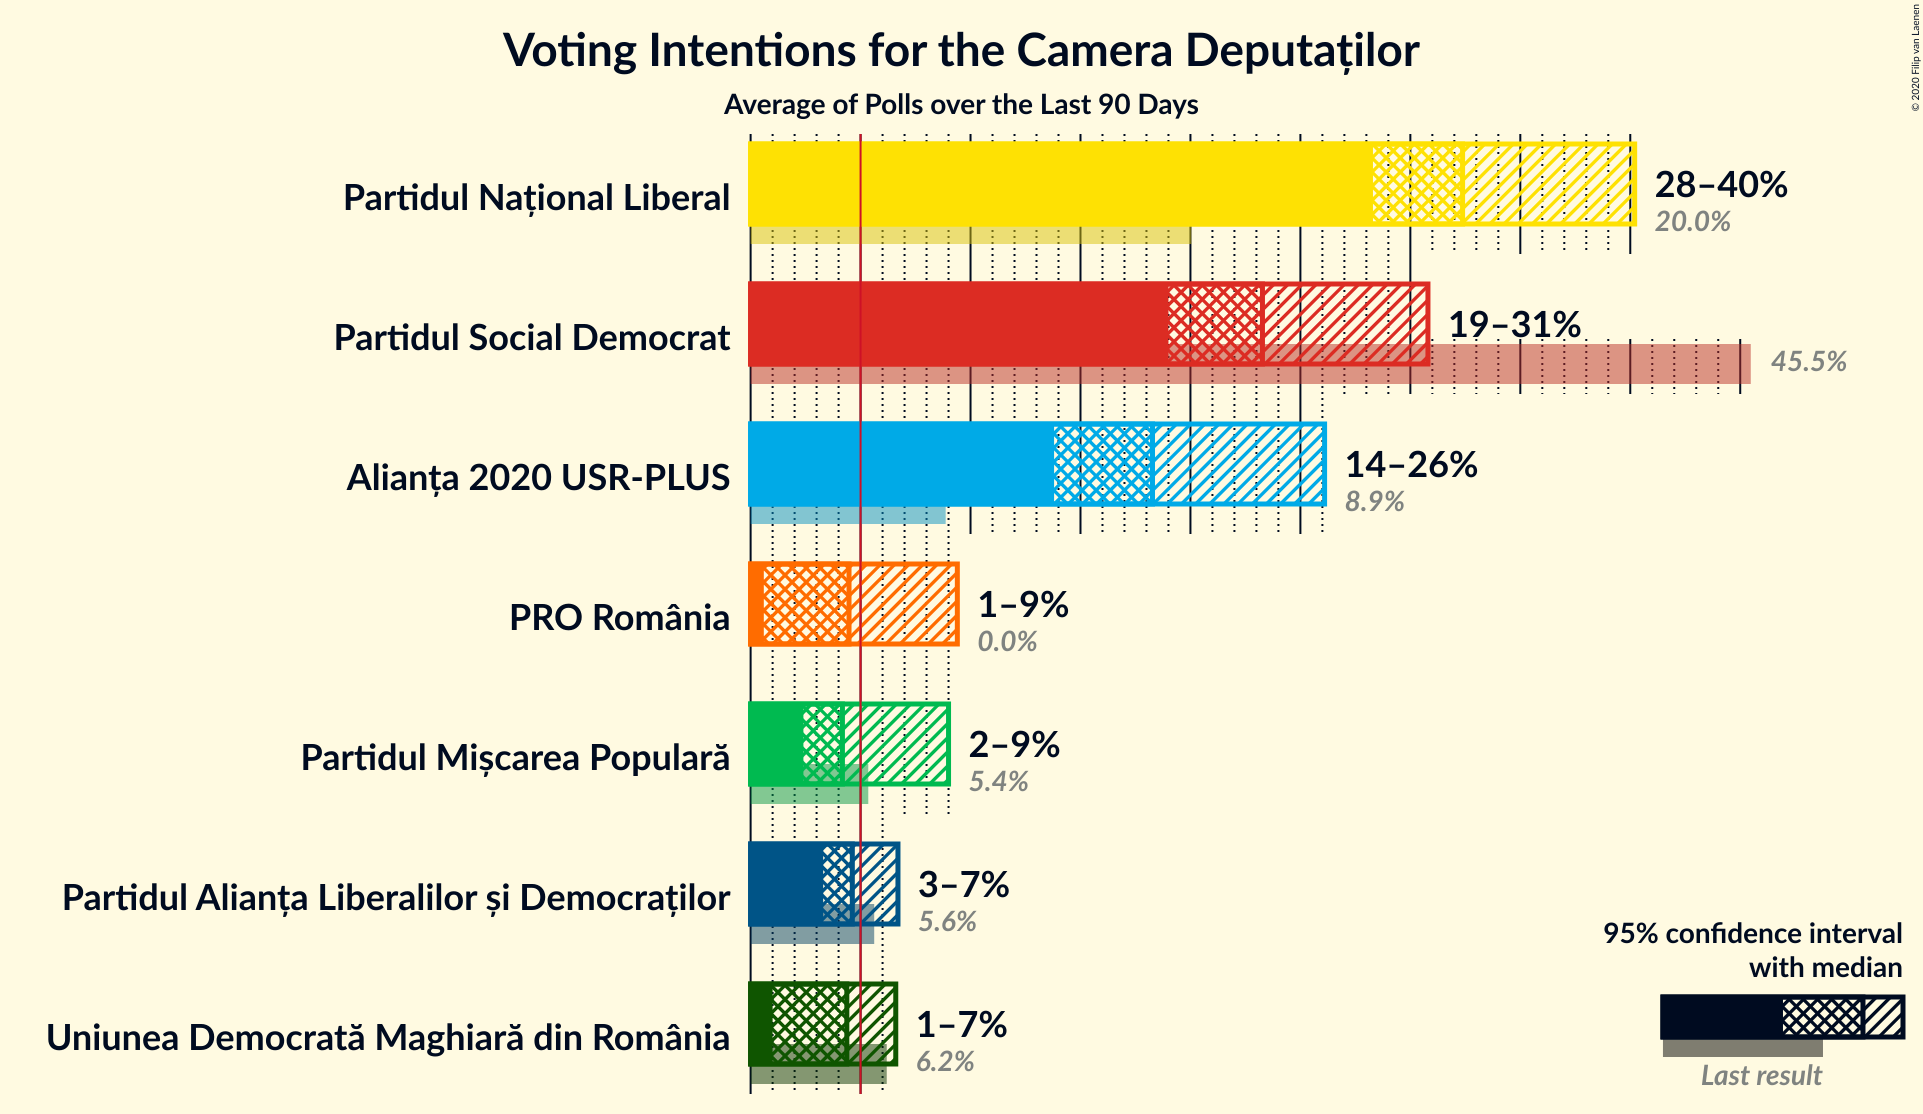 Voting Intentions for the Camera Deputaților
Average of Polls over the Last 90 Days
© 2020 Filip van Laenen
Partidul Național Liberal
28–40%
20.0%
Partidul Social Democrat
19–31%
45.5%
Alianța 2020 USR-PLUS
14–26%
8.9%
PRO România
1–9%
0.0%
Partidul Mișcarea Populară
2–9%
5.4%
Partidul Alianța Liberalilor și Democraților
3–7%
5.6%
Uniunea Democrată Maghiară din România
1–7%
6.2%
95% confidence interval
with median
Last result